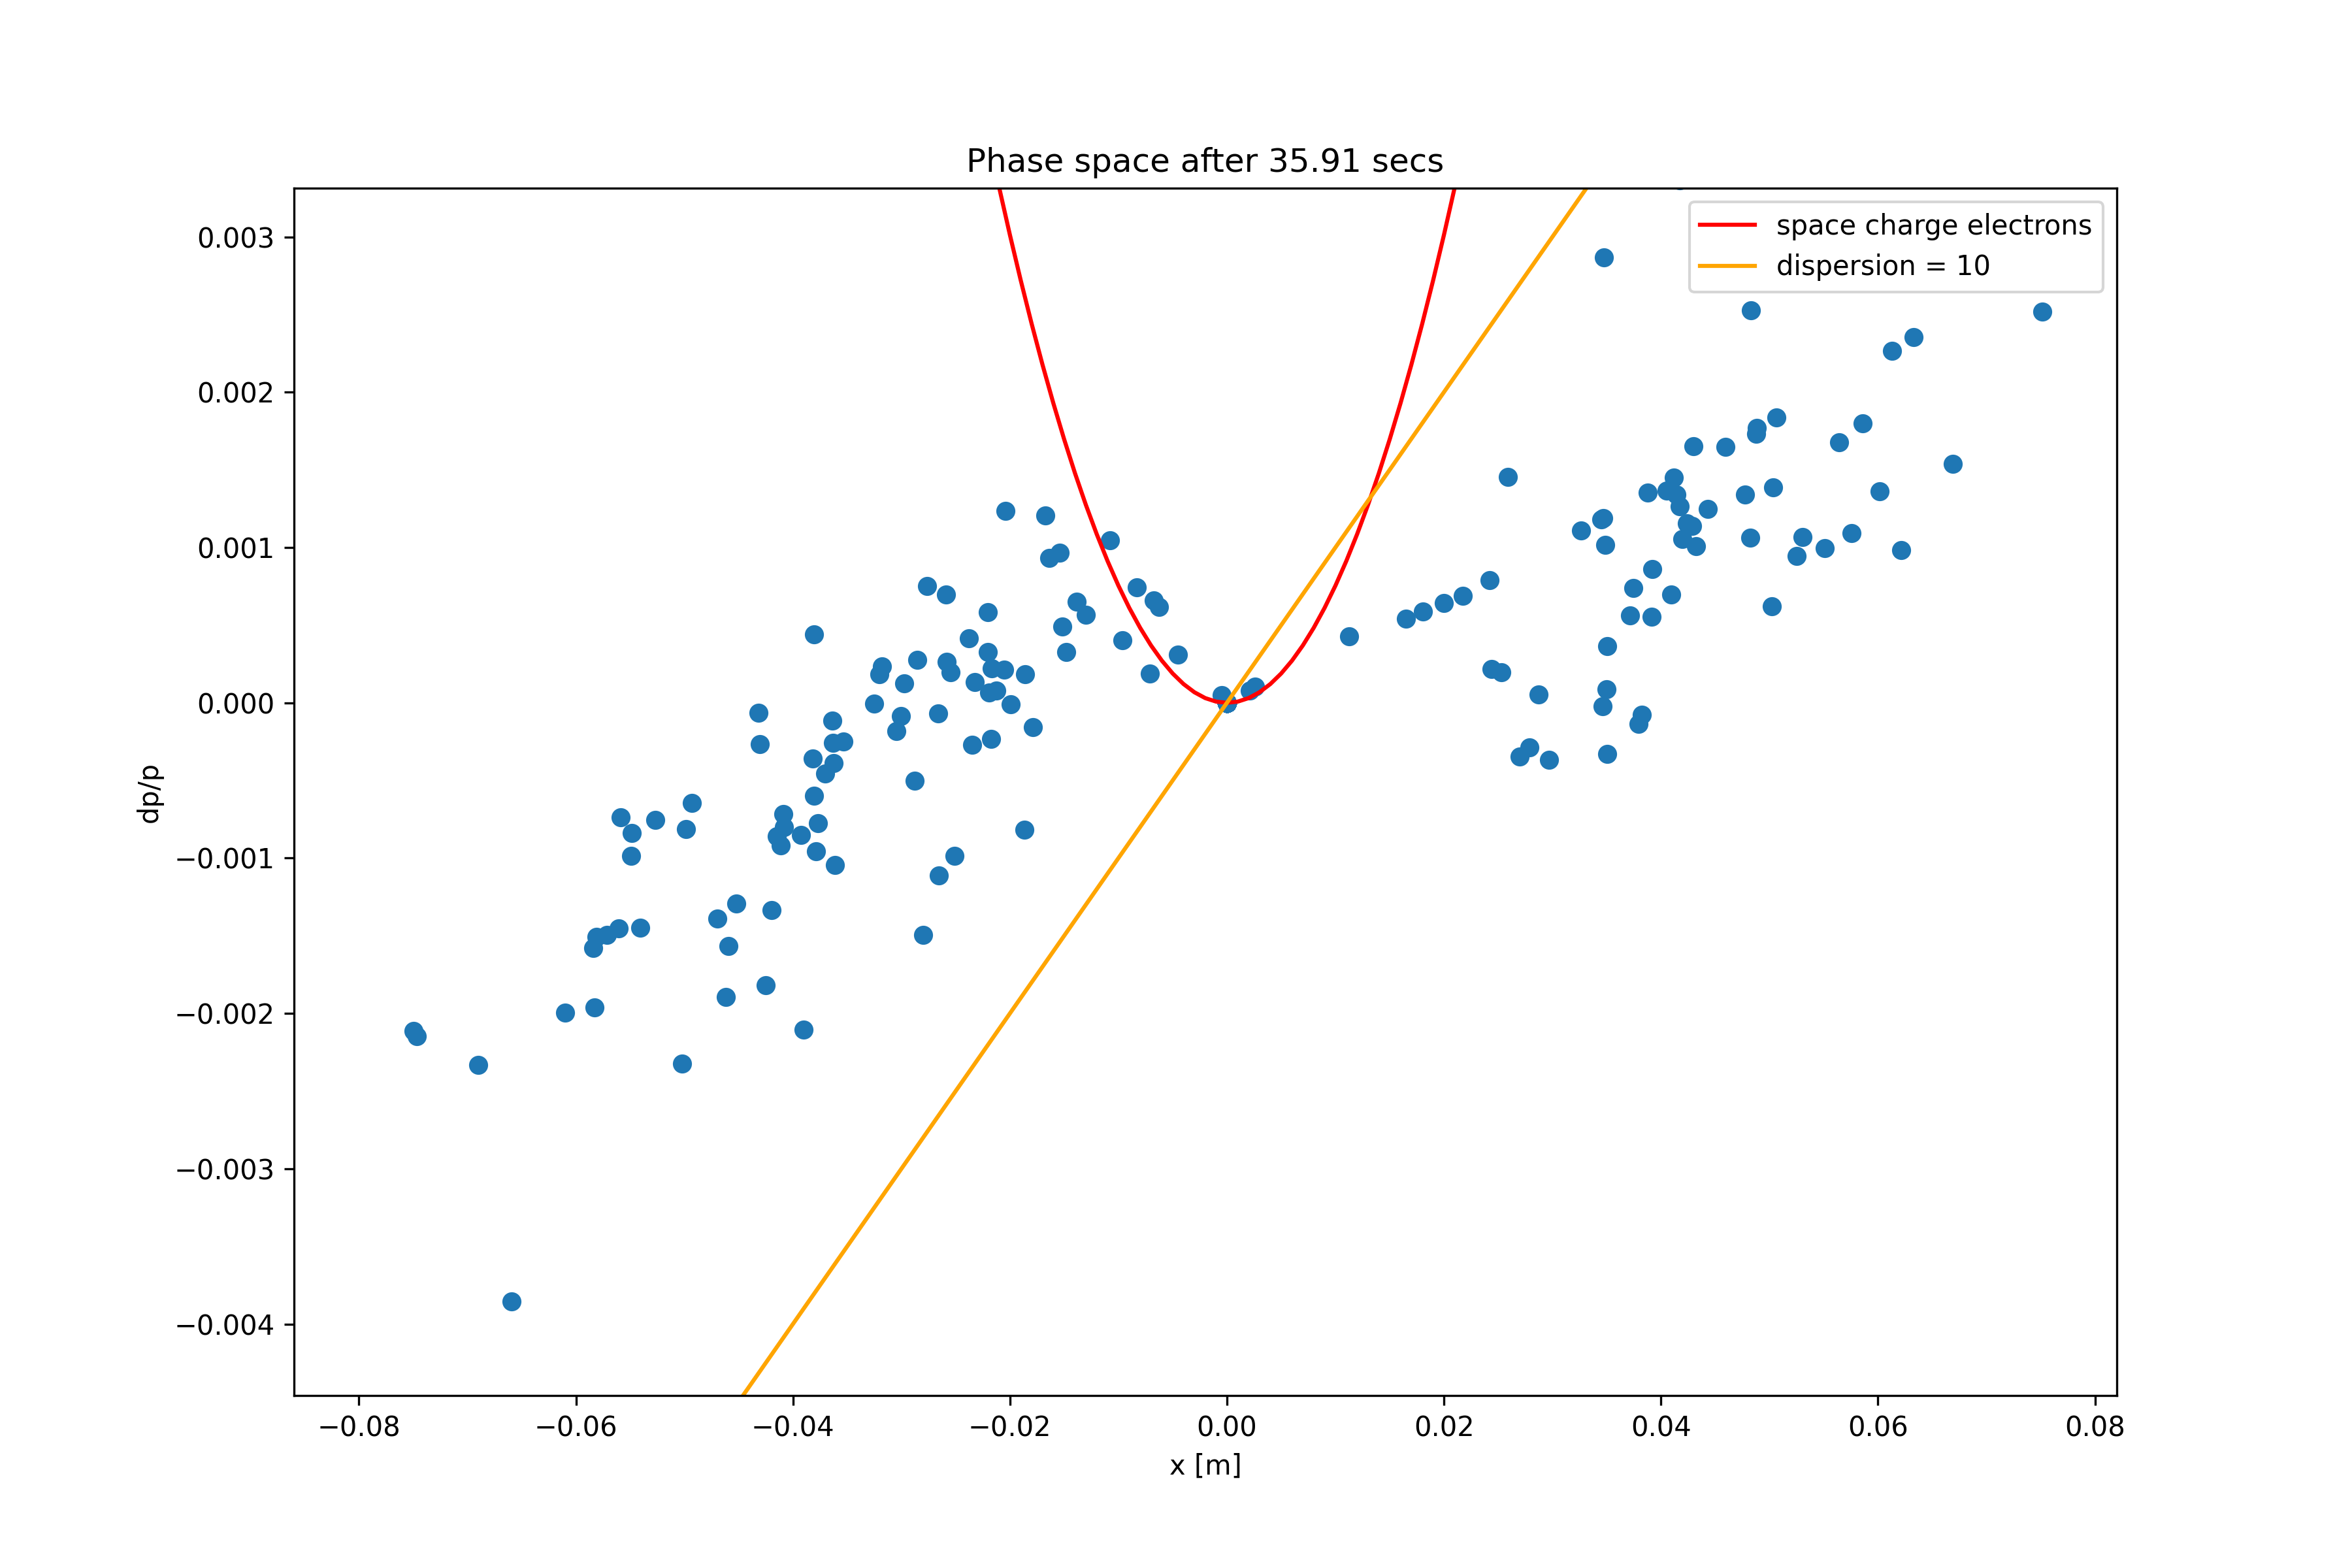 Phase space after 35.91 secs
space charge electrons
dispersion = 10
0.003
0.002
0.001
0.000
−0.001
−0.002
−0.003
−0.004
dp/p
−0.08 −0.06 −0.04 −0.02 0.00 0.02 0.04 0.06 0.08
x [m]